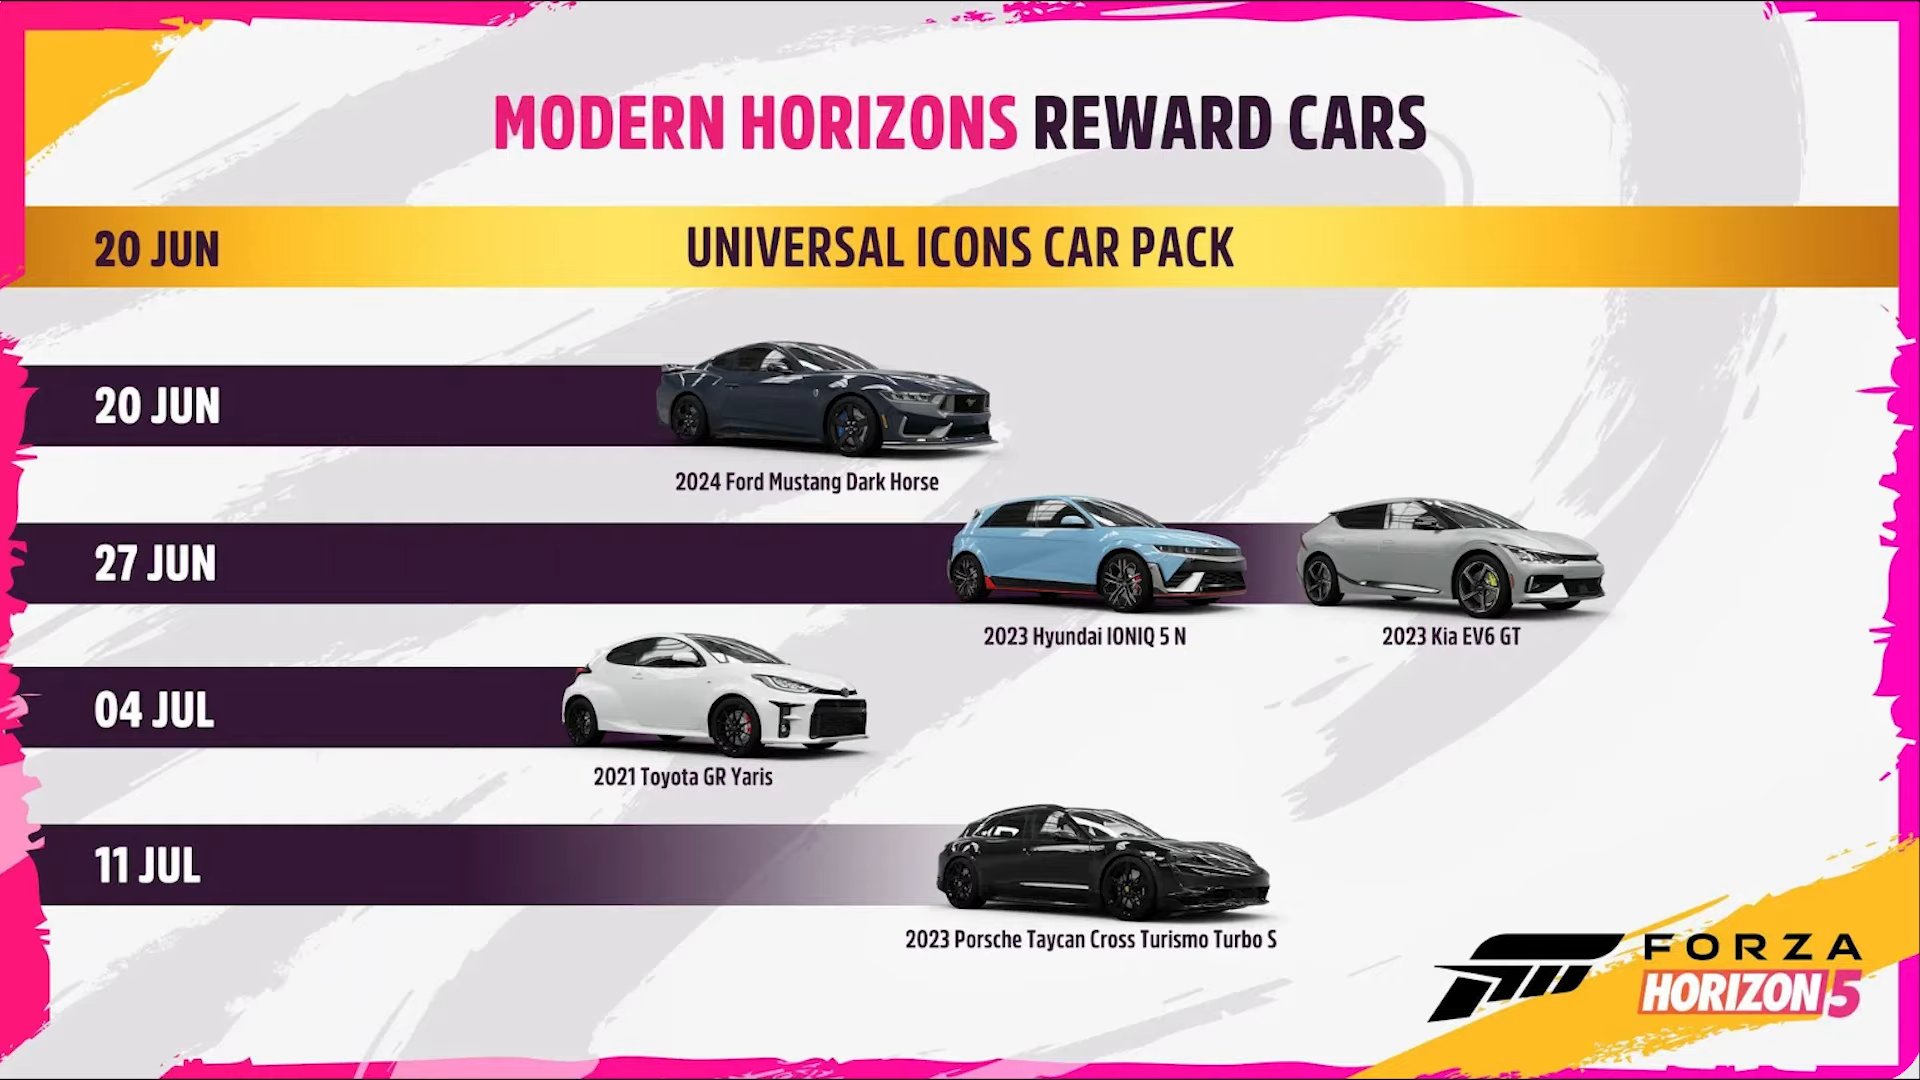 MODERN HORIZONS REWARD CARS
20 JUN
UNIVERSAL ICONS CAR PACK
20 JUN
2024 Ford Mustang Dark Horse
27 JUN
2023 Hyundai IONIQ 5 N
2023 Kia EV6 GT
04 JUL
2021 Toyota GR Yaris
11 JUL
2023 Porsche Taycan Cross Turismo Turbo S
FORZA
HORIZON 5